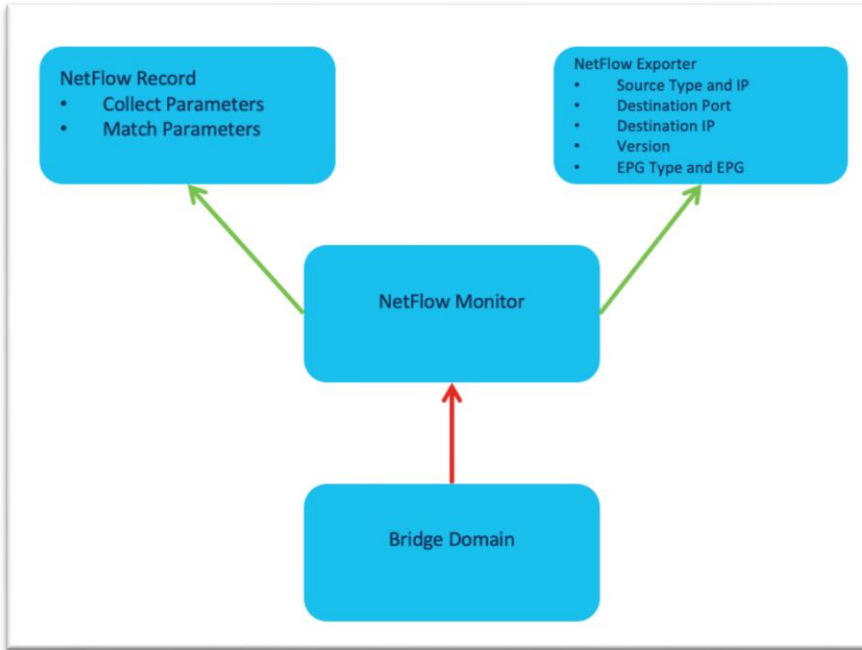 NetFlow Record
• Collect Parameters
• Match Parameters
NetFlow Exporter
• Source Type and IP
• Destination Port
• Destination IP
• Version
• EPG Type and EPG
NetFlow Monitor
Bridge Domain